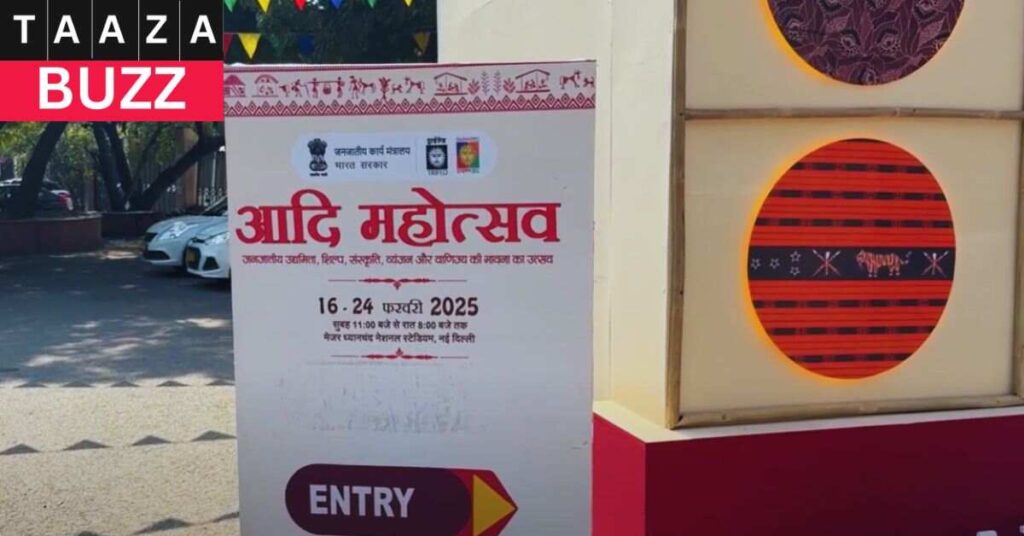 TAAZA
BUZZ
जनजातीय कार्य मंत्रालय
भारत सरकार
आदि महोत्सव
जनजातीय उद्यमिता, शिल्प, संस्कृति, व्यंजन और वाणिज्य की भावना का उत्सव
16 - 24 फरवरी 2025
सुबह 11:00 बजे से रात 8:00 बजे तक
मेजर ध्यानचंद नेशनल स्टेडियम, नई दिल्ली
ENTRY